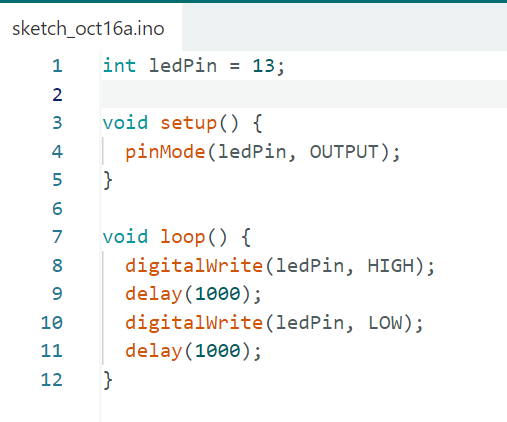 sketch_oct16a.ino
1 int ledPin = 13;
2
3 void setup() {
4   pinMode(ledPin, OUTPUT);
5 }
6
7 void loop() {
8   digitalWrite(ledPin, HIGH);
9   delay(1000);
10   digitalWrite(ledPin, LOW);
11   delay(1000);
12 }